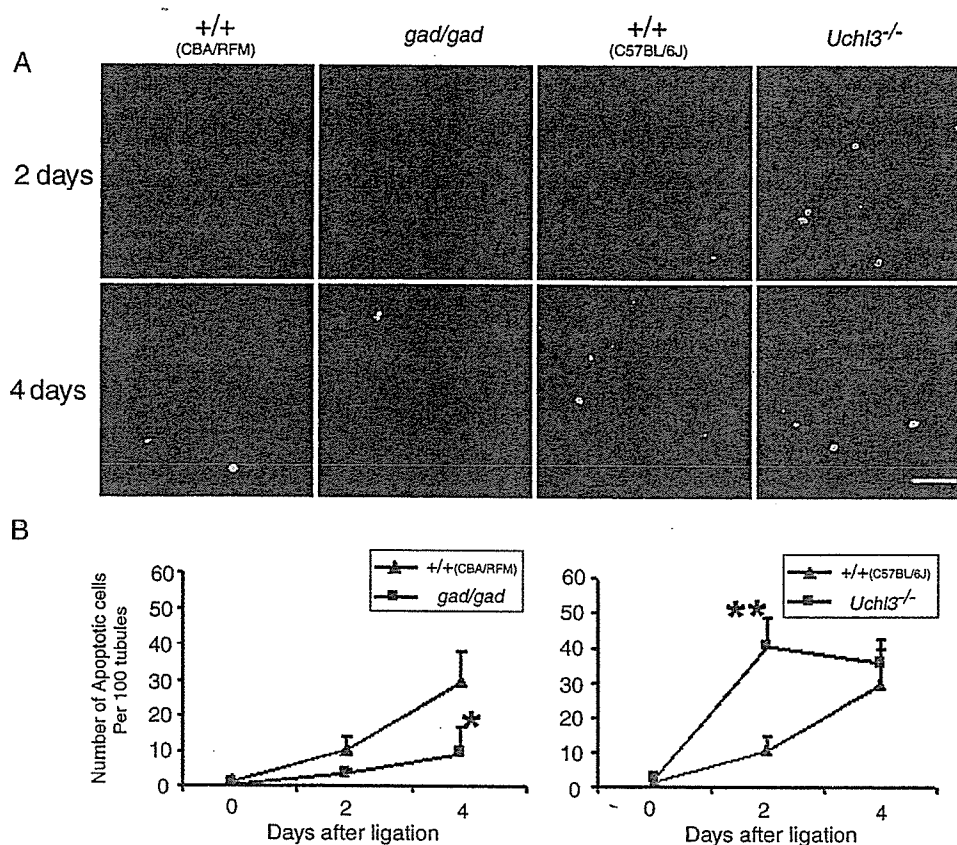 +/+ gad/gad +/+ Uchl3-/-
(CBA/RFM) (C57BL/6J)
A
2 days
4 days
B
+/+(CBA/RFM)
gad/gad
+/+(C57BL/6J)
Uchl3-/-
Number of Apoptotic cells
Per 100 tubules
60
50
40
30
20
10
0
0 2 4
Days after ligation
*
60
50
40
30
20
10
0
0 2 4
Days after ligation
**